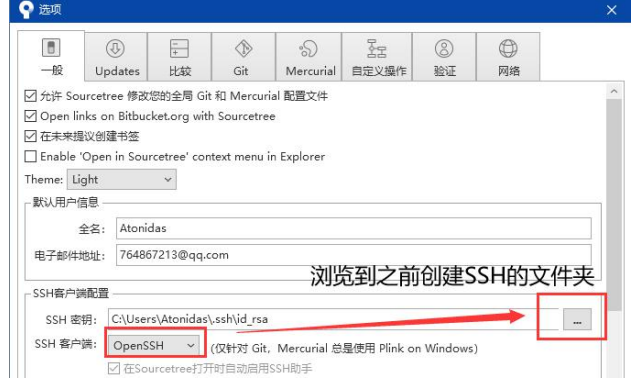 选项
一般 Updates 比较 Git Mercurial 自定义操作 验证 网络
允许 Sourcetree 修改您的全局 Git 和 Mercurial 配置文件
Open links on Bitbucket.org with Sourcetree
在未来提议创建书签
Enable 'Open in Sourcetree' context menu in Explorer
Theme: Light
默认用户信息
全名: Atonidas
电子邮件地址: 764867213@qq.com
浏览到之前创建SSH的文件夹
SSH客户端配置
SSH 密钥: C:\Users\Atonidas\.ssh\id_rsa ...
SSH 客户端: OpenSSH (仅针对 Git，Mercurial 总是使用 Plink on Windows)
在Sourcetree打开时自动启用SSH助手